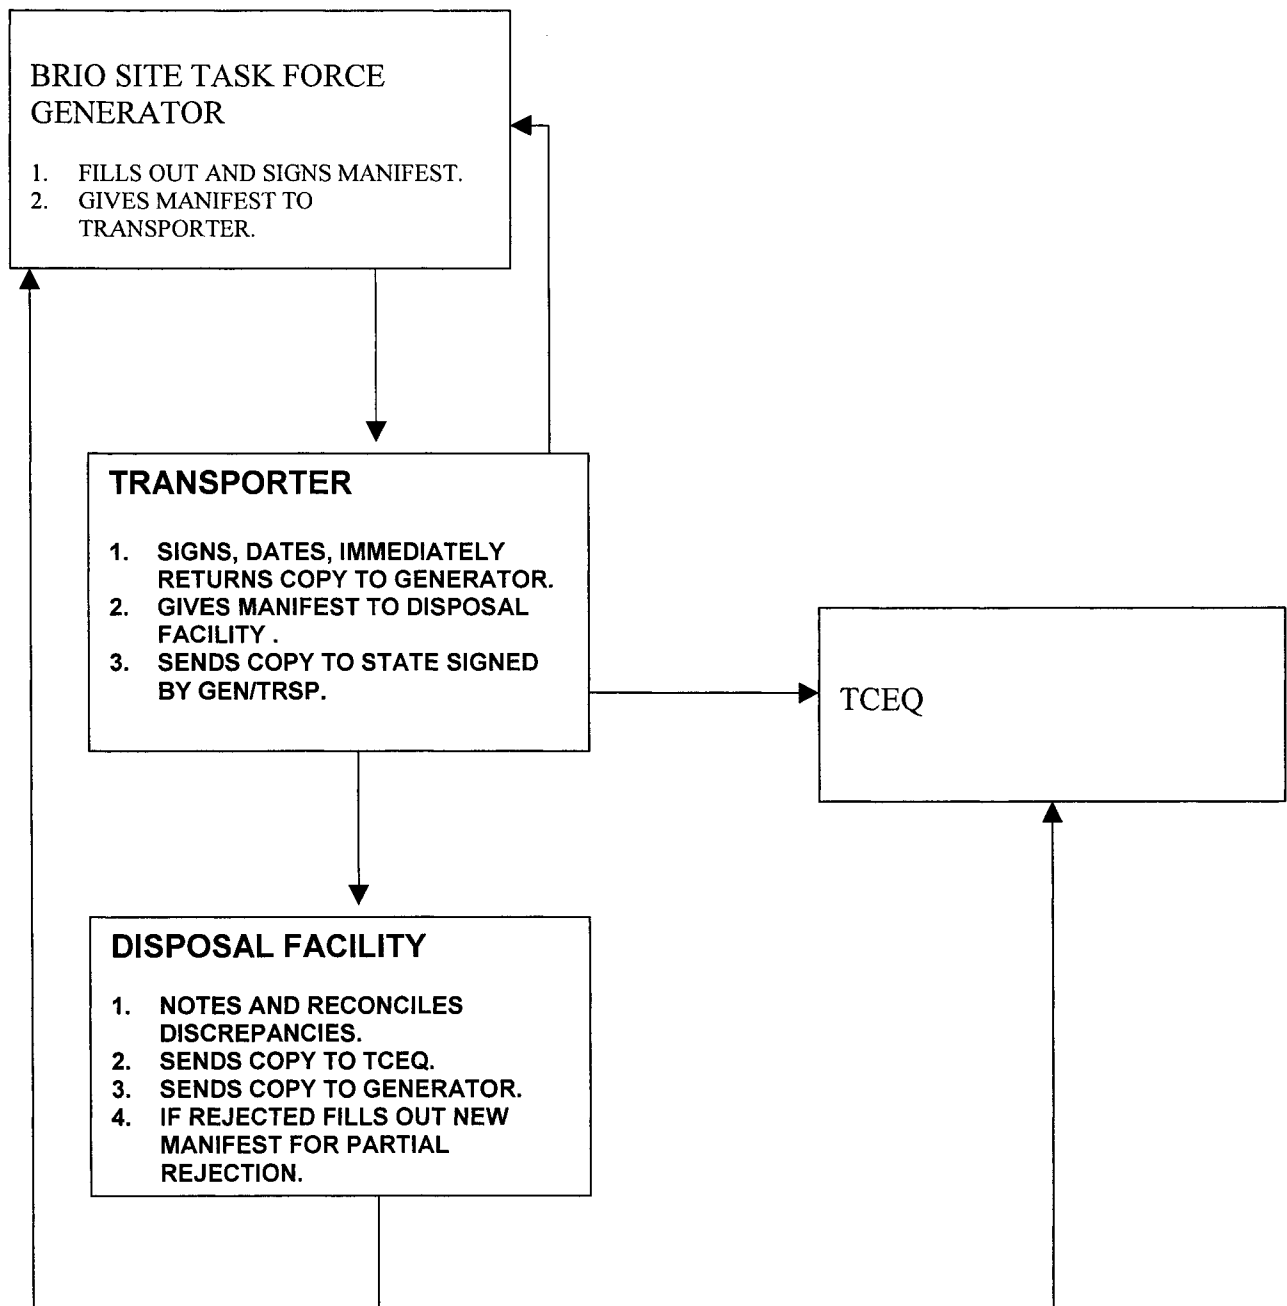 BRIO SITE TASK FORCE
GENERATOR
1. FILLS OUT AND SIGNS MANIFEST.
2. GIVES MANIFEST TO
TRANSPORTER.
TRANSPORTER
1. SIGNS, DATES, IMMEDIATELY
RETURNS COPY TO GENERATOR.
2. GIVES MANIFEST TO DISPOSAL
FACILITY .
3. SENDS COPY TO STATE SIGNED
BY GEN/TRSP.
TCEQ
DISPOSAL FACILITY
1. NOTES AND RECONCILES
DISCREPANCIES.
2. SENDS COPY TO TCEQ.
3. SENDS COPY TO GENERATOR.
4. IF REJECTED FILLS OUT NEW
MANIFEST FOR PARTIAL
REJECTION.